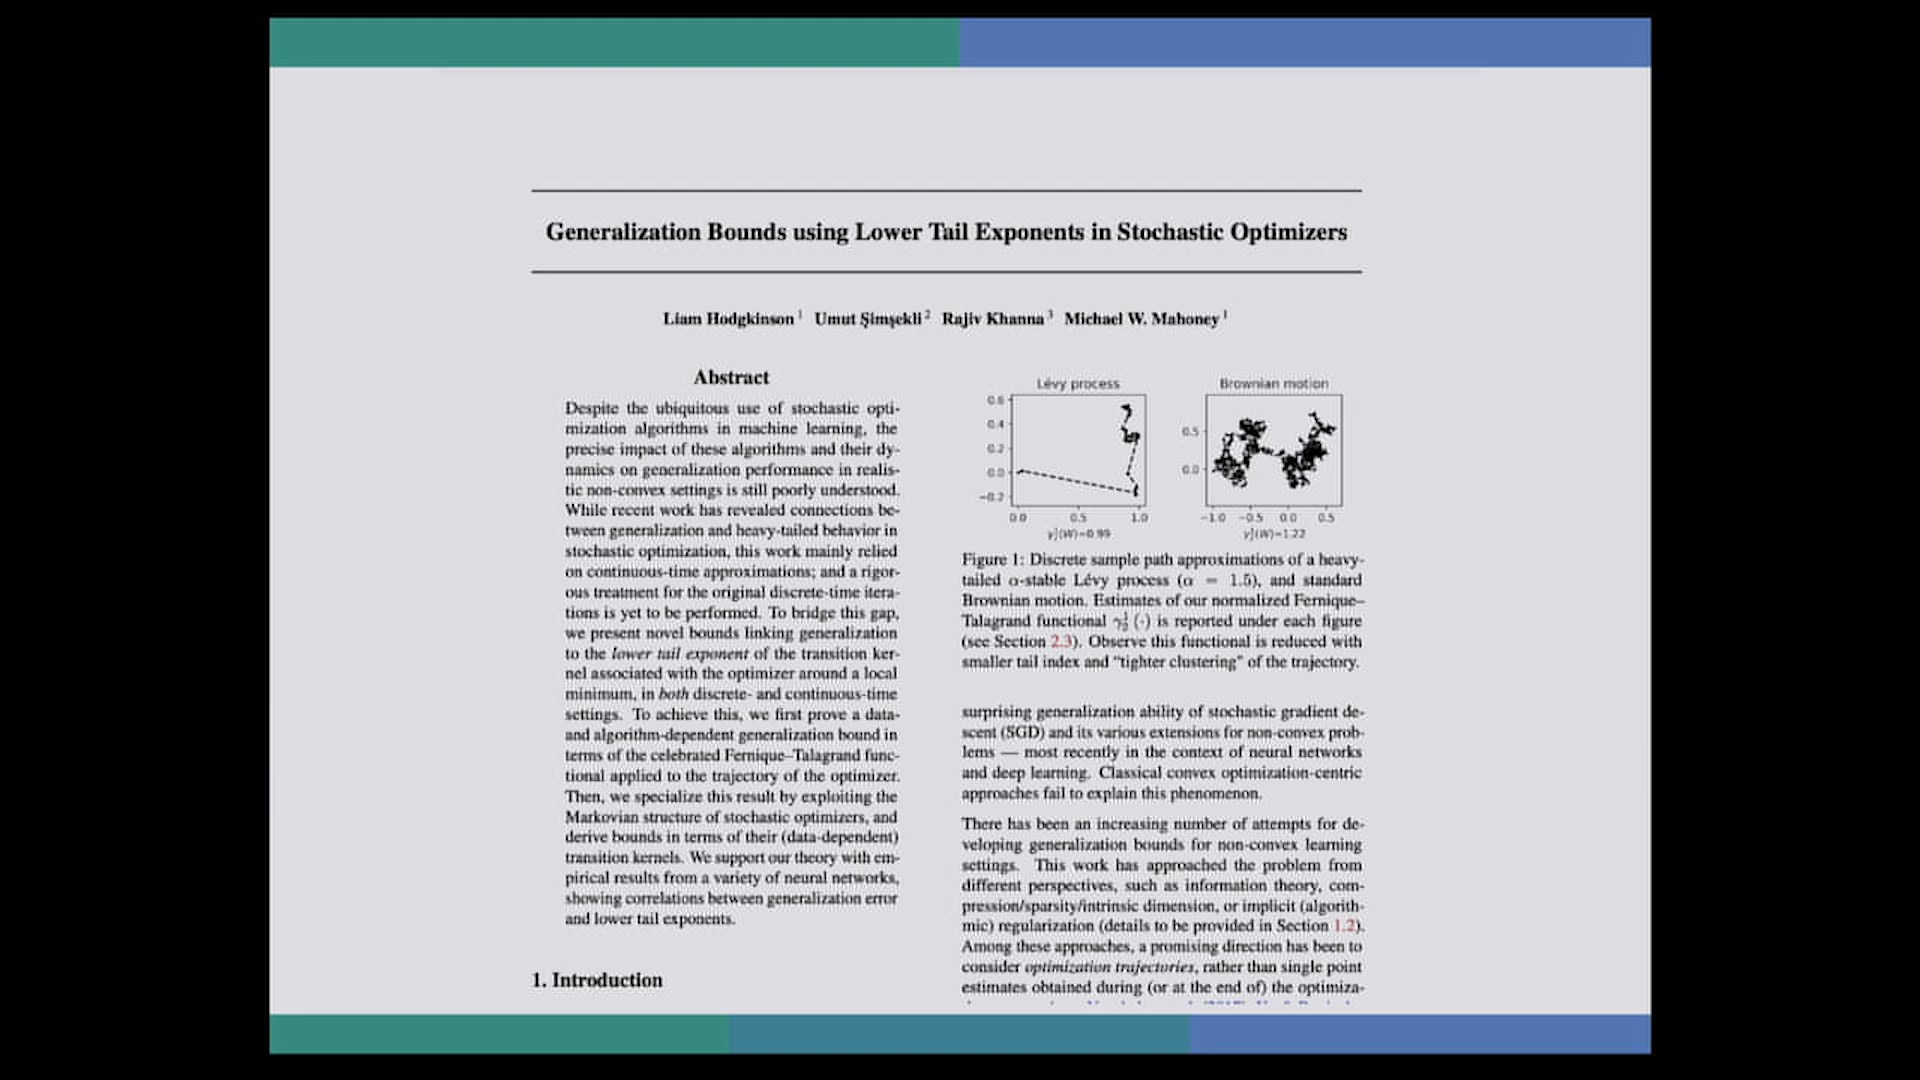 Generalization Bounds using Lower Tail Exponents in Stochastic Optimizers
Liam Hodgkinson 1 Umut Şimşekli 2 Rajiv Khanna 3 Michael W. Mahoney 1
Abstract
Despite the ubiquitous use of stochastic opti-
mization algorithms in machine learning, the
precise impact of these algorithms and their dy-
namics on generalization performance in realis-
tic non-convex settings is still poorly understood.
While recent work has revealed connections be-
tween generalization and heavy-tailed behavior in
stochastic optimization, this work mainly relied
on continuous-time approximations; and a rigor-
ous treatment for the original discrete-time itera-
tions is yet to be performed. To bridge this gap,
we present novel bounds linking generalization
to the lower tail exponent of the transition ker-
nel associated with the optimizer around a local
minimum, in both discrete- and continuous-time
settings. To achieve this, we first prove a data-
and algorithm-dependent generalization bound in
terms of the celebrated Fernique–Talagrand func-
tional applied to the trajectory of the optimizer.
Then, we specialize this result by exploiting the
Markovian structure of stochastic optimizers, and
derive bounds in terms of their (data-dependent)
transition kernels. We support our theory with em-
pirical results from a variety of neural networks,
showing correlations between generalization error
and lower tail exponents.
1. Introduction
Lévy process
0.6
0.4
0.2
0.0
−0.2
0.0 0.5 1.0
γ¹₂(W)=0.99
Brownian motion
0.5
0.0
−1.0 −0.5 0.0 0.5
γ¹₂(W)=1.22
Figure 1: Discrete sample path approximations of a heavy-
tailed α-stable Lévy process (α = 1.5), and standard
Brownian motion. Estimates of our normalized Fernique–
Talagrand functional γ¹₂(·) is reported under each figure
(see Section 2.3). Observe this functional is reduced with
smaller tail index and “tighter clustering” of the trajectory.
surprising generalization ability of stochastic gradient de-
scent (SGD) and its various extensions for non-convex prob-
lems — most recently in the context of neural networks
and deep learning. Classical convex optimization-centric
approaches fail to explain this phenomenon.
There has been an increasing number of attempts for de-
veloping generalization bounds for non-convex learning
settings. This work has approached the problem from
different perspectives, such as information theory, com-
pression/sparsity/intrinsic dimension, or implicit (algorith-
mic) regularization (details to be provided in Section 1.2).
Among these approaches, a promising direction has been to
consider optimization trajectories, rather than single point
estimates obtained during (or at the end of) the optimiza-